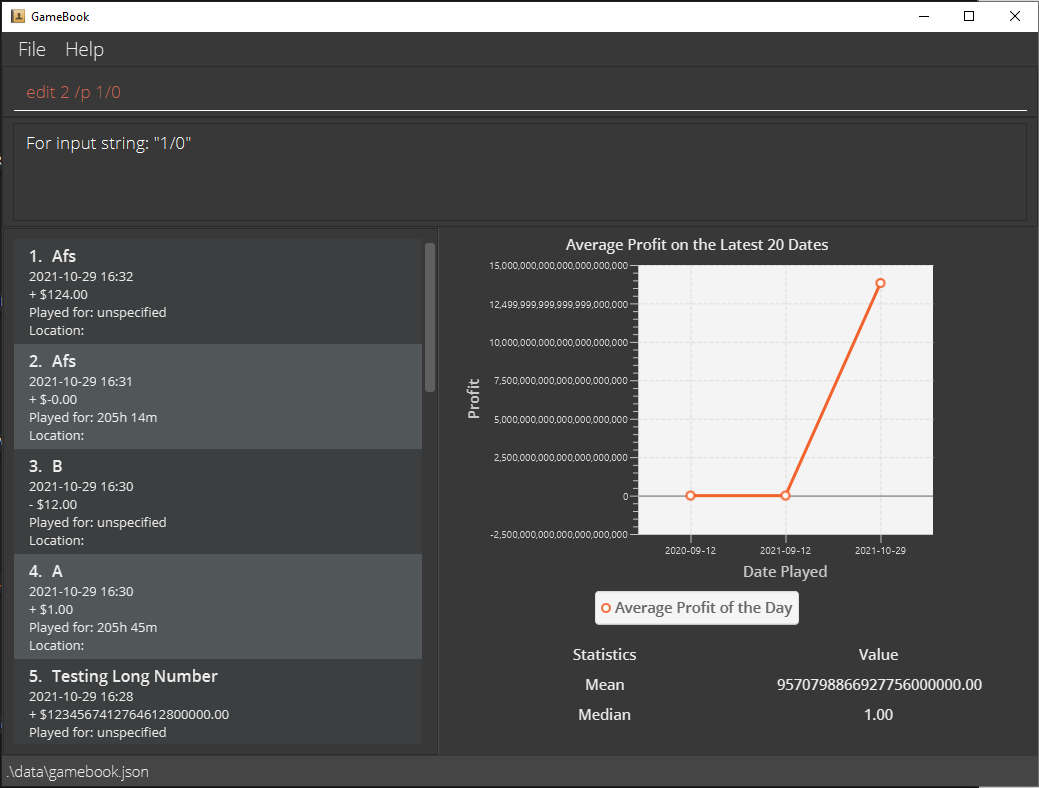 GameBook
File Help
edit 2 /p 1/0
For input string: "1/0"
1. Afs
2021-10-29 16:32
+ $124.00
Played for: unspecified
Location:
2. Afs
2021-10-29 16:31
+ $-0.00
Played for: 205h 14m
Location:
3. B
2021-10-29 16:30
- $12.00
Played for: unspecified
Location:
4. A
2021-10-29 16:30
+ $1.00
Played for: 205h 45m
Location:
5. Testing Long Number
2021-10-29 16:28
+ $1234567412764612800000.00
Played for: unspecified
Average Profit on the Latest 20 Dates
Profit
15,000,000,000,000,000,000
12,499,999,999,999,000,000
10,000,000,000,000,000,000
7,500,000,000,000,000,000
5,000,000,000,000,000,000
2,500,000,000,000,000,000
0
-2,500,000,000,000,000,000
2020-09-12 2021-09-12 2021-10-29
Date Played
Average Profit of the Day
Statistics Value
Mean 9570798866927756000000.00
Median 1.00
.\data\gamebook.json